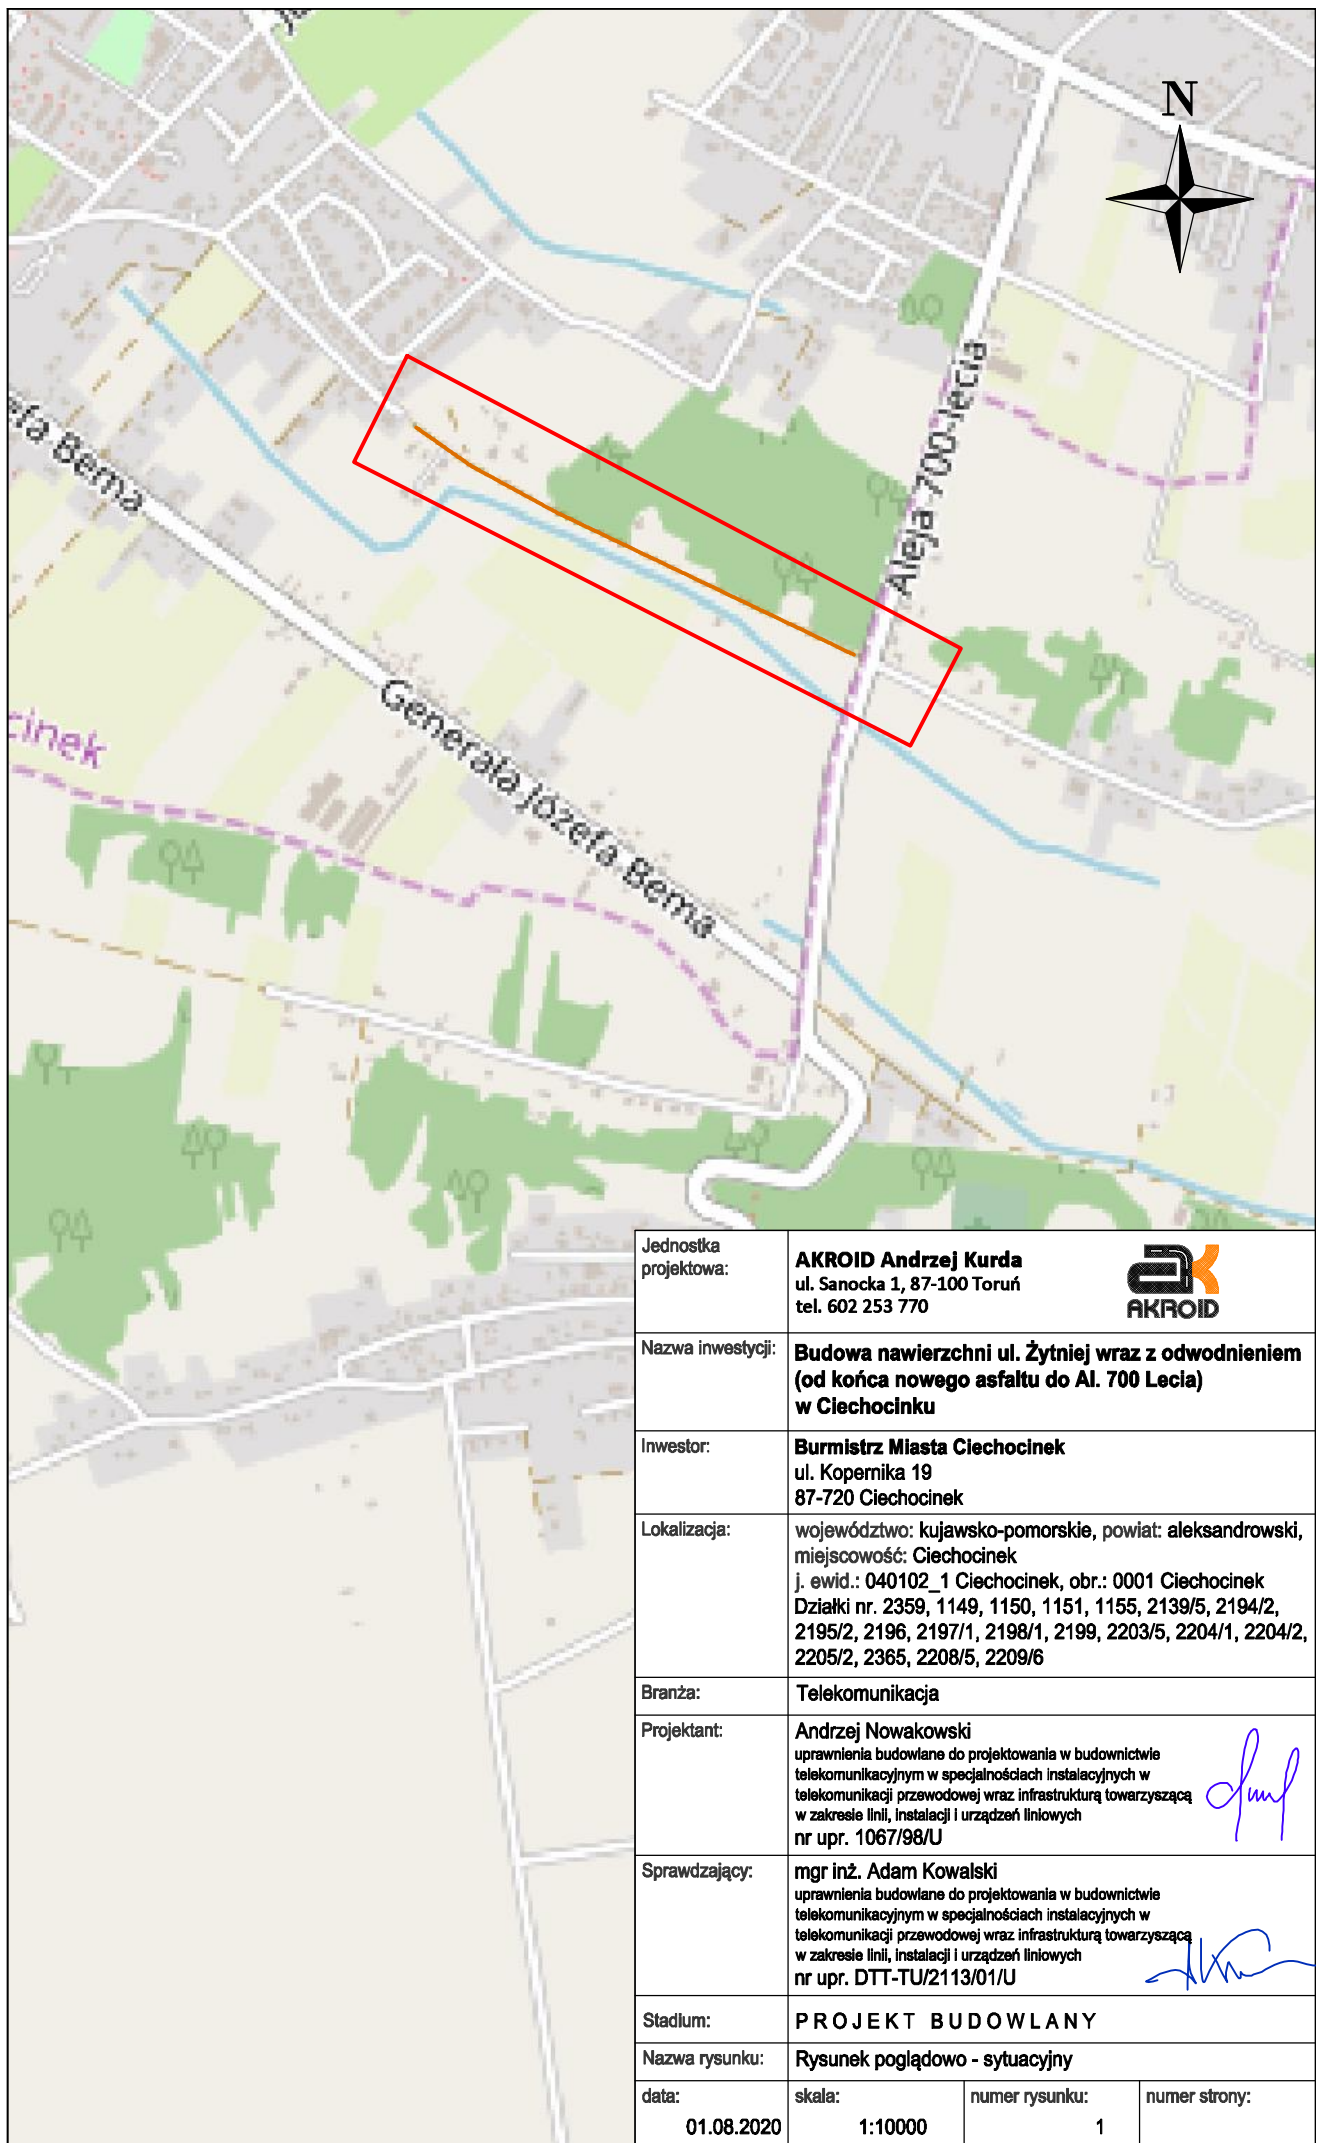 N
Aleja 700-lecia
efa Bema
Generała Józefa Bema
cinek
Jednostka
projektowa:
AKROID Andrzej Kurda
ul. Sanocka 1, 87-100 Toruń
tel. 602 253 770
AKROID
Nazwa inwestycji:
Budowa nawierzchni ul. Żytniej wraz z odwodnieniem
(od końca nowego asfaltu do Al. 700 Lecia)
w Ciechocinku
Inwestor:
Burmistrz Miasta Ciechocinek
ul. Kopernika 19
87-720 Ciechocinek
Lokalizacja:
województwo: kujawsko-pomorskie, powiat: aleksandrowski,
miejscowość: Ciechocinek
j. ewid.: 040102_1 Ciechocinek, obr.: 0001 Ciechocinek
Działki nr. 2359, 1149, 1150, 1151, 1155, 2139/5, 2194/2,
2195/2, 2196, 2197/1, 2198/1, 2199, 2203/5, 2204/1, 2204/2,
2205/2, 2365, 2208/5, 2209/6
Branża:
Telekomunikacja
Projektant:
Andrzej Nowakowski
uprawnienia budowlane do projektowania w budownictwie
telekomunikacyjnym w specjalnościach instalacyjnych w
telekomunikacji przewodowej wraz infrastrukturą towarzyszącą
w zakresie linii, instalacji i urządzeń liniowych
nr upr. 1067/98/U
Sprawdzający:
mgr inż. Adam Kowalski
uprawnienia budowlane do projektowania w budownictwie
telekomunikacyjnym w specjalnościach instalacyjnych w
telekomunikacji przewodowej wraz infrastrukturą towarzyszącą
w zakresie linii, instalacji i urządzeń liniowych
nr upr. DTT-TU/2113/01/U
Stadium:
PROJEKT BUDOWLANY
Nazwa rysunku:
Rysunek poglądowo - sytuacyjny
data:
01.08.2020
skala:
1:10000
numer rysunku:
1
numer strony: